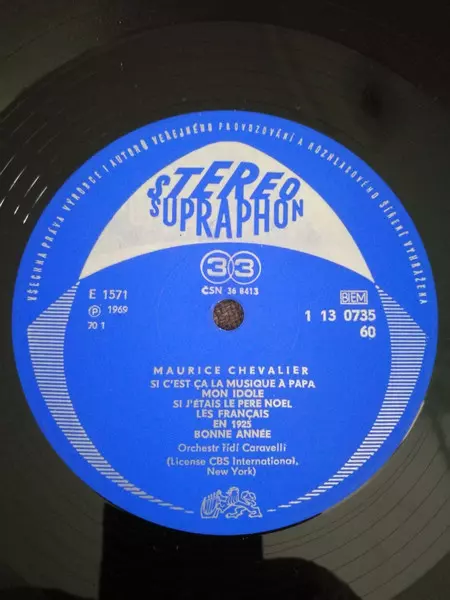 VŠECHNA PRÁVA VÝROBCE I AUTORŮ VEŘEJNÉHO PROVOZOVÁNÍ A ROZHLASOVÉHO ŠÍŘENÍ VYHRAŽENA
STEREO
SUPRAPHON
33
ČSN 36 8413
E 1571
Ⓟ 1969
70 1
BIEM
1 13 0735
60
MAURICE CHEVALIER
SI C'EST ÇA LA MUSIQUE À PAPA
MON IDOLE
SI J'ÉTAIS LE PERE NOEL
LES FRANÇAIS
EN 1925
BONNE ANNÉE
Orchestr řídí Caravelli
(License CBS International,
New York)